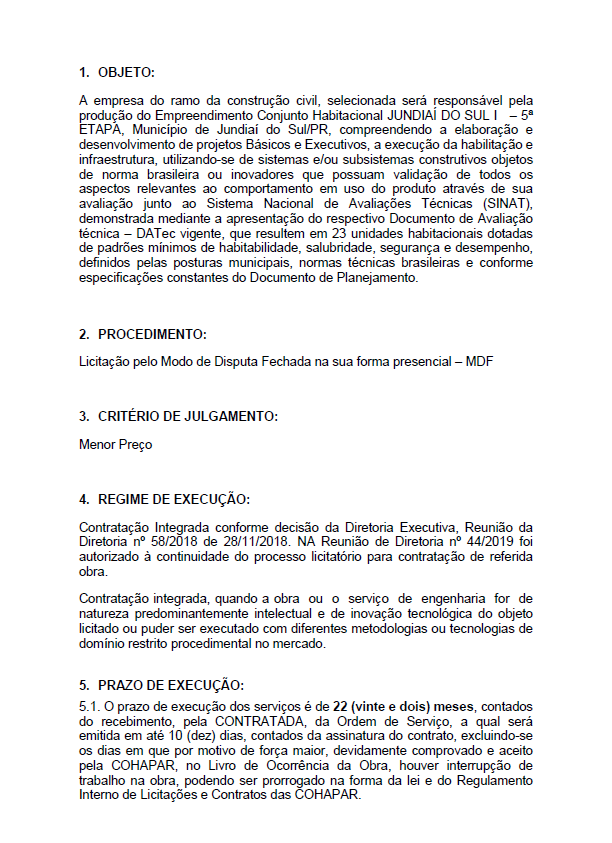 1. OBJETO:
A empresa do ramo da construção civil, selecionada será responsável pela
produção do Empreendimento Conjunto Habitacional JUNDIAÍ DO SUL I – 5ª
ETAPA, Município de Jundiaí do Sul/PR, compreendendo a elaboração e
desenvolvimento de projetos Básicos e Executivos, a execução da habilitação e
infraestrutura, utilizando-se de sistemas e/ou subsistemas construtivos objetos
de norma brasileira ou inovadores que possuam validação de todos os
aspectos relevantes ao comportamento em uso do produto através de sua
avaliação junto ao Sistema Nacional de Avaliações Técnicas (SINAT),
demonstrada mediante a apresentação do respectivo Documento de Avaliação
técnica – DATec vigente, que resultem em 23 unidades habitacionais dotadas
de padrões mínimos de habitabilidade, salubridade, segurança e desempenho,
definidos pelas posturas municipais, normas técnicas brasileiras e conforme
especificações constantes do Documento de Planejamento.
2. PROCEDIMENTO:
Licitação pelo Modo de Disputa Fechada na sua forma presencial – MDF
3. CRITÉRIO DE JULGAMENTO:
Menor Preço
4. REGIME DE EXECUÇÃO:
Contratação Integrada conforme decisão da Diretoria Executiva, Reunião da
Diretoria nº 58/2018 de 28/11/2018. NA Reunião de Diretoria nº 44/2019 foi
autorizado à continuidade do processo licitatório para contratação de referida
obra.
Contratação integrada, quando a obra ou o serviço de engenharia for de
natureza predominantemente intelectual e de inovação tecnológica do objeto
licitado ou puder ser executado com diferentes metodologias ou tecnologias de
domínio restrito procedimental no mercado.
5. PRAZO DE EXECUÇÃO:
5.1. O prazo de execução dos serviços é de 22 (vinte e dois) meses, contados
do recebimento, pela CONTRATADA, da Ordem de Serviço, a qual será
emitida em até 10 (dez) dias, contados da assinatura do contrato, excluindo-se
os dias em que por motivo de força maior, devidamente comprovado e aceito
pela COHAPAR, no Livro de Ocorrência da Obra, houver interrupção de
trabalho na obra, podendo ser prorrogado na forma da lei e do Regulamento
Interno de Licitações e Contratos das COHAPAR.